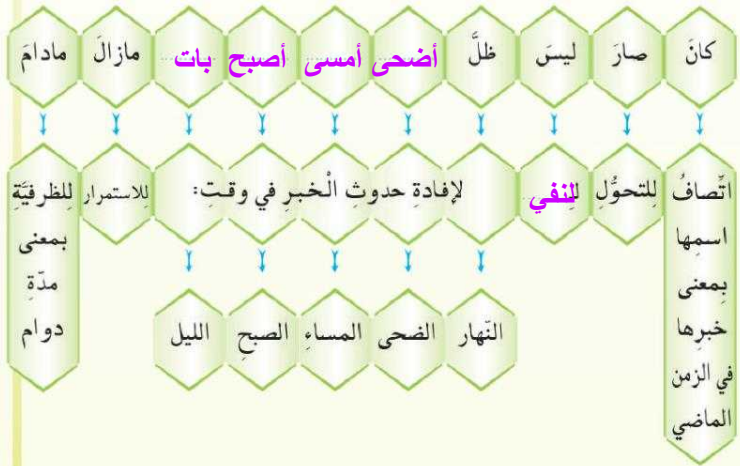 كانَ
صارَ
ليسَ
ظلَّ
أضحى
أمسى
أصبح
بات
مازالَ
مادامَ
اتِّصافُ
اسمِها
بِمعنى
خبرِها
في الزمن
الماضي
لِلتحوُّلِ
للنفي
لإفادةِ حدوثِ الْخبرِ في وقتِ:
لِلاستمرار
لِلظرفيَّة
بمعنى
مدّةِ
دوام
النّهار
الضحى
المساءِ
الصبحِ
الليل